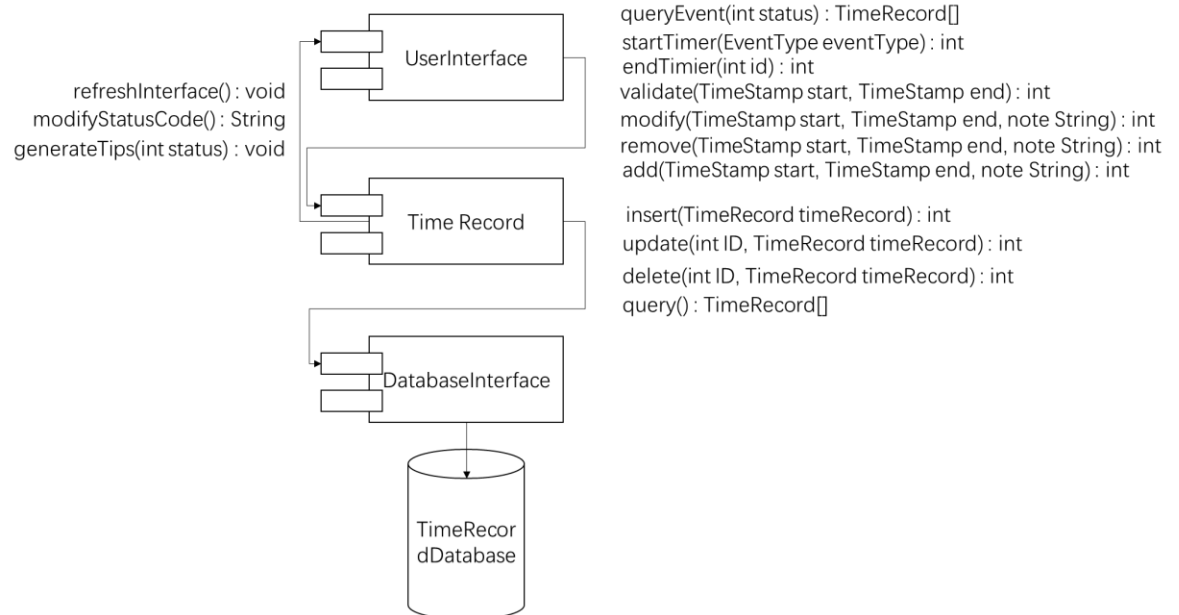 queryEvent(int status) : TimeRecord[]
startTimer(EventType eventType) : int
endTimier(int id) : int
validate(TimeStamp start, TimeStamp end) : int
modify(TimeStamp start, TimeStamp end, note String) : int
remove(TimeStamp start, TimeStamp end, note String) : int
add(TimeStamp start, TimeStamp end, note String) : int
UserInterface
refreshInterface() : void
modifyStatusCode() : String
generateTips(int status) : void
Time Record
insert(TimeRecord timeRecord) : int
update(int ID, TimeRecord timeRecord) : int
delete(int ID, TimeRecord timeRecord) : int
query() : TimeRecord[]
DatabaseInterface
TimeRecor
dDatabase